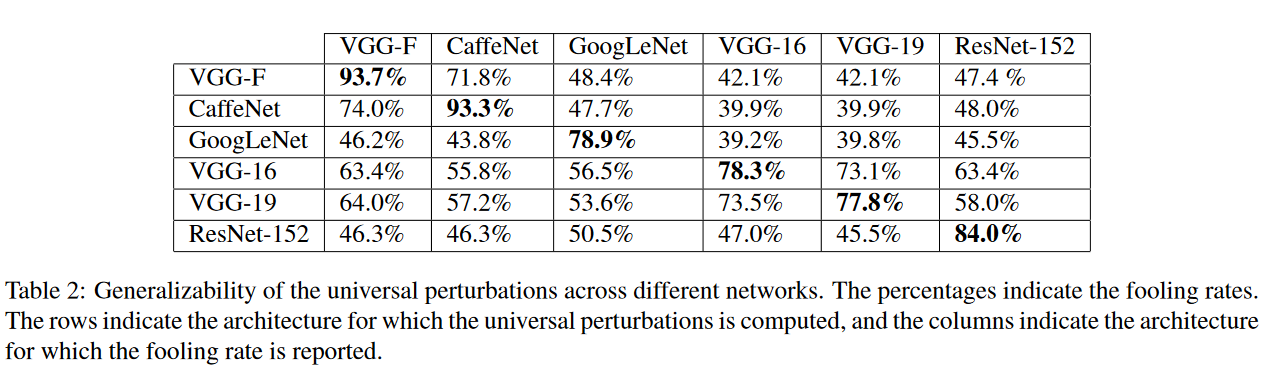 VGG-F CaffeNet GoogLeNet VGG-16 VGG-19 ResNet-152
VGG-F 93.7% 71.8% 48.4% 42.1% 42.1% 47.4 %
CaffeNet 74.0% 93.3% 47.7% 39.9% 39.9% 48.0%
GoogLeNet 46.2% 43.8% 78.9% 39.2% 39.8% 45.5%
VGG-16 63.4% 55.8% 56.5% 78.3% 73.1% 63.4%
VGG-19 64.0% 57.2% 53.6% 73.5% 77.8% 58.0%
ResNet-152 46.3% 46.3% 50.5% 47.0% 45.5% 84.0%
Table 2: Generalizability of the universal perturbations across different networks. The percentages indicate the fooling rates.
The rows indicate the architecture for which the universal perturbations is computed, and the columns indicate the architecture
for which the fooling rate is reported.